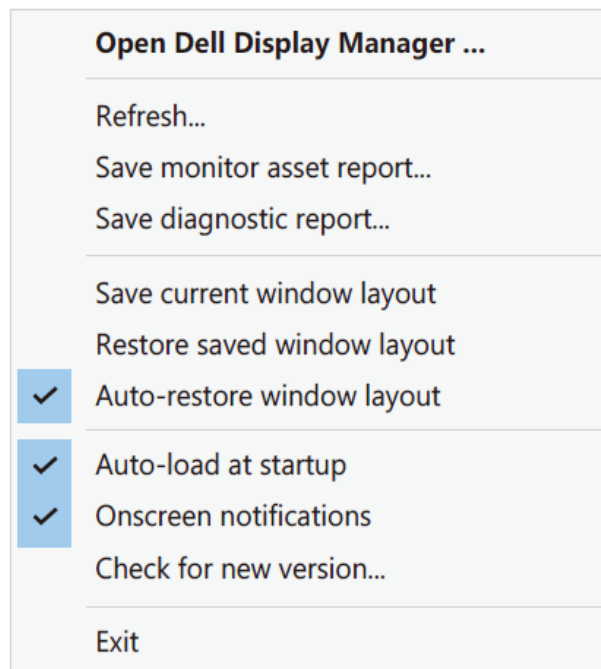 Open Dell Display Manager ...
Refresh...
Save monitor asset report...
Save diagnostic report...
Save current window layout
Restore saved window layout
Auto-restore window layout
Auto-load at startup
Onscreen notifications
Check for new version...
Exit